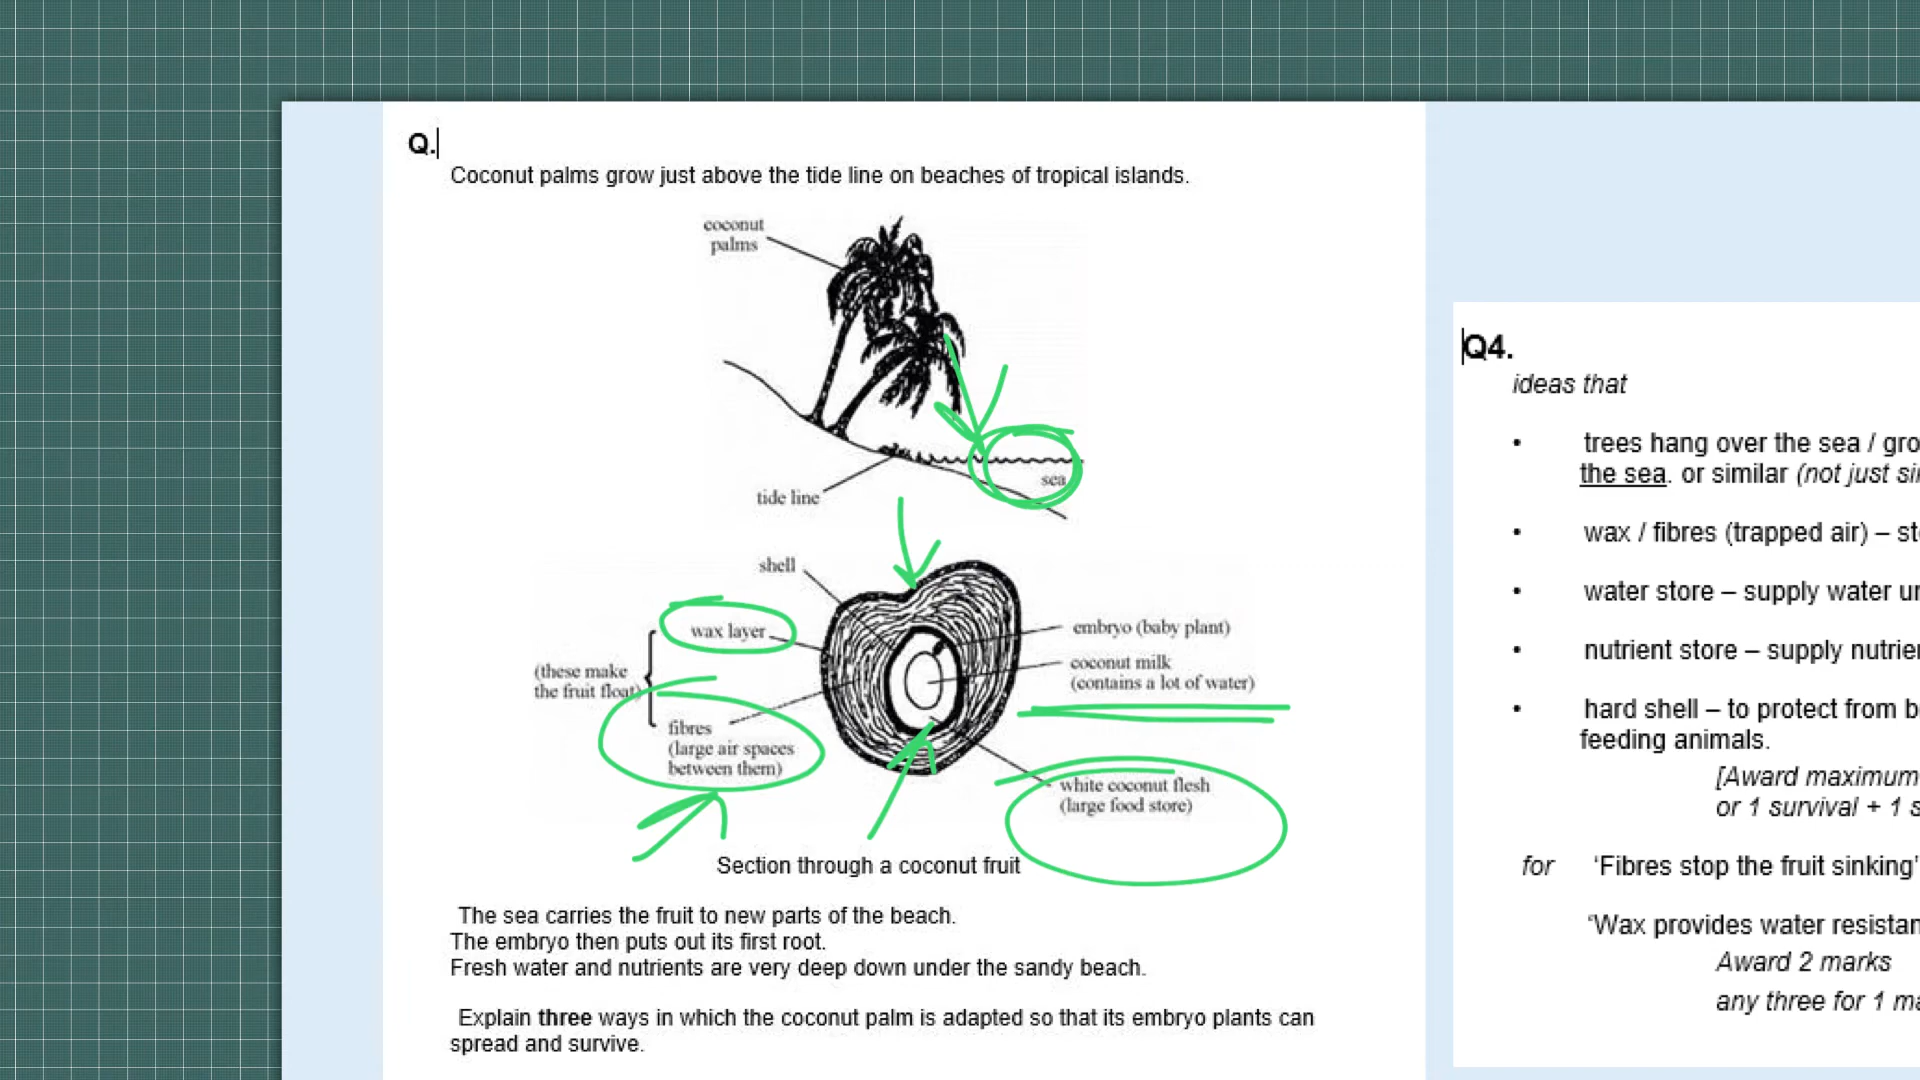 Q.
Coconut palms grow just above the tide line on beaches of tropical islands.
coconut
palms
sea
tide line
shell
wax layer
embryo (baby plant)
coconut milk
(contains a lot of water)
(these make
the fruit float)
fibres
(large air spaces
between them)
white coconut flesh
(large food store)
Section through a coconut fruit
The sea carries the fruit to new parts of the beach.
The embryo then puts out its first root.
Fresh water and nutrients are very deep down under the sandy beach.
Explain three ways in which the coconut palm is adapted so that its embryo plants can
spread and survive.
Q4.
ideas that
• trees hang over the sea / gro
the sea. or similar (not just si
• wax / fibres (trapped air) – st
• water store – supply water u
• nutrient store – supply nutrie
• hard shell – to protect from b
feeding animals.
[Award maximum
or 1 survival + 1 s
for 'Fibres stop the fruit sinking'
'Wax provides water resistan
Award 2 marks
any three for 1 ma